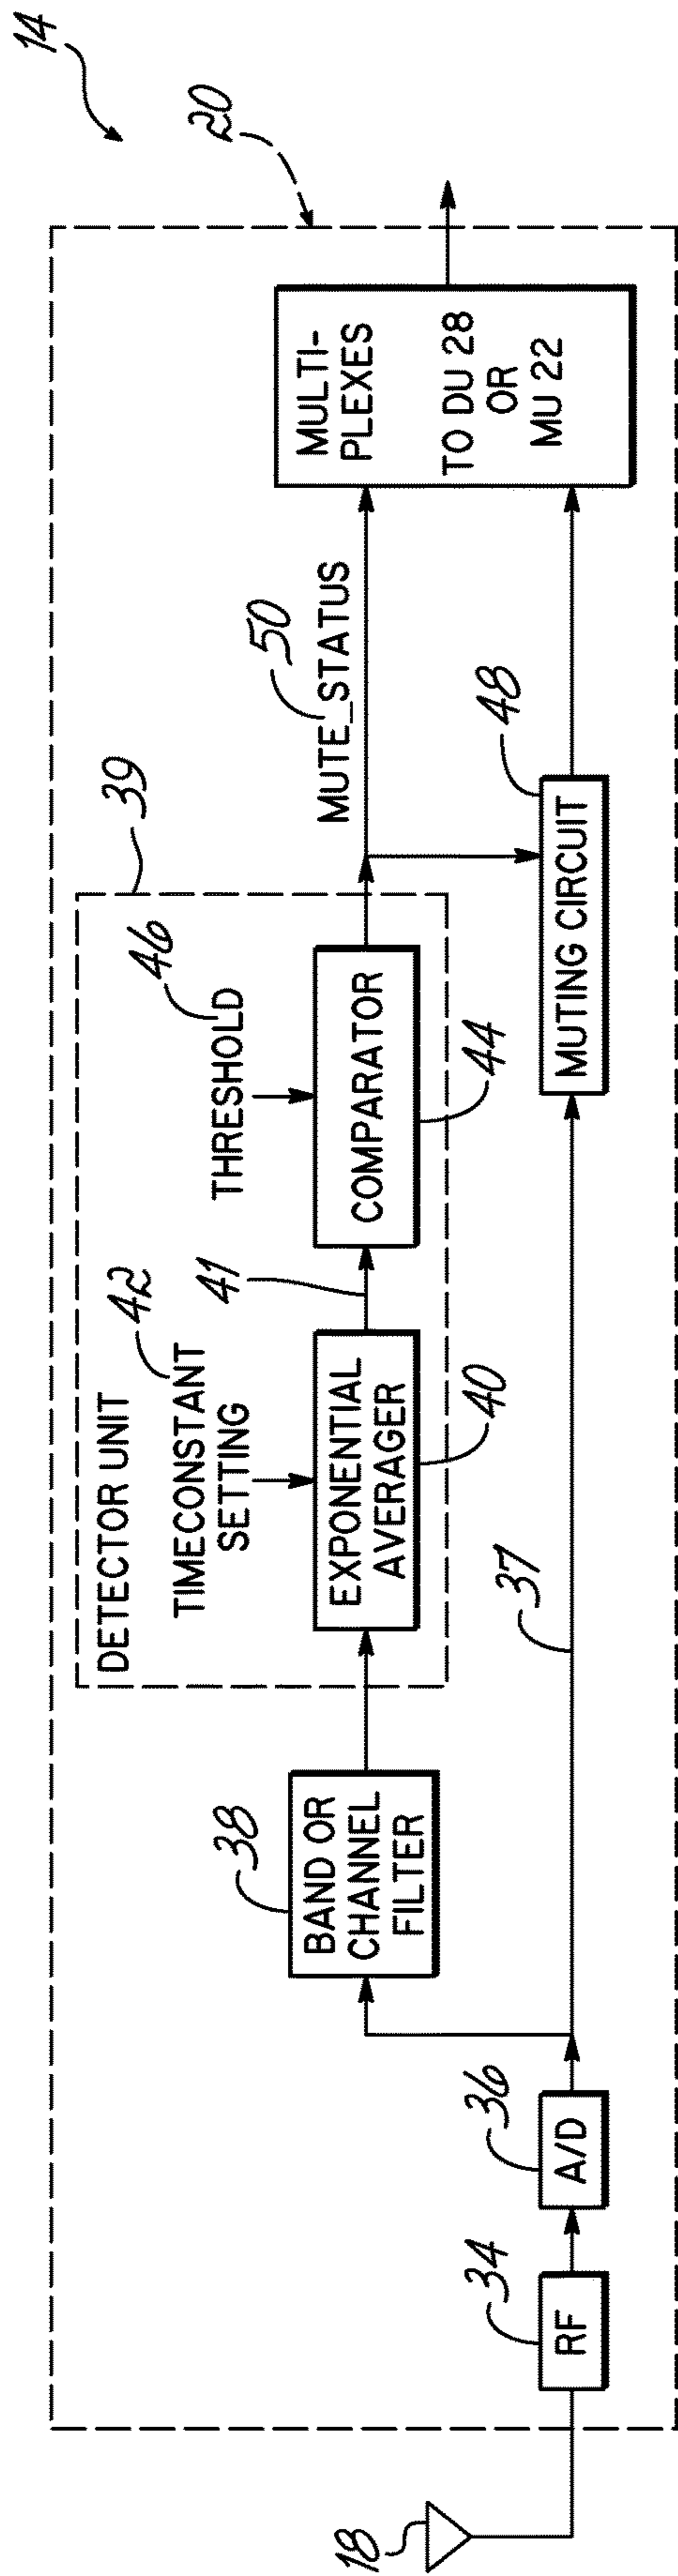 14
20
39
DETECTOR UNIT
42
TIMECONSTANT
SETTING
46
THRESHOLD
50
MUTE_STATUS
MULTI-
PLEXES
TO DU 28
OR
MU 22
38
BAND OR
CHANNEL
FILTER
EXPONENTIAL
AVERAGER
40
41
COMPARATOR
44
18
34
RF
36
A/D
37
48
MUTING CIRCUIT